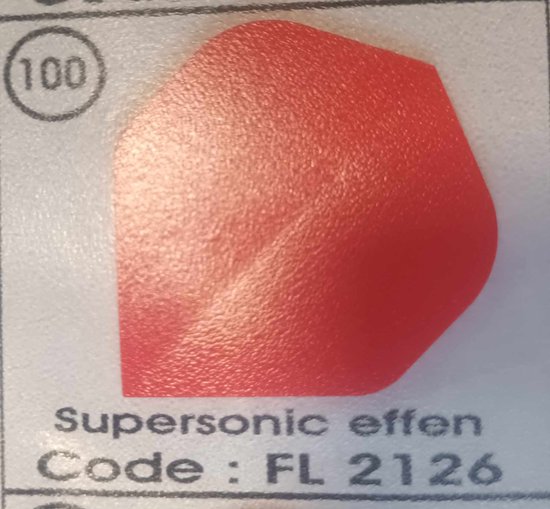 100
Supersonic effen
Code : FL 2126